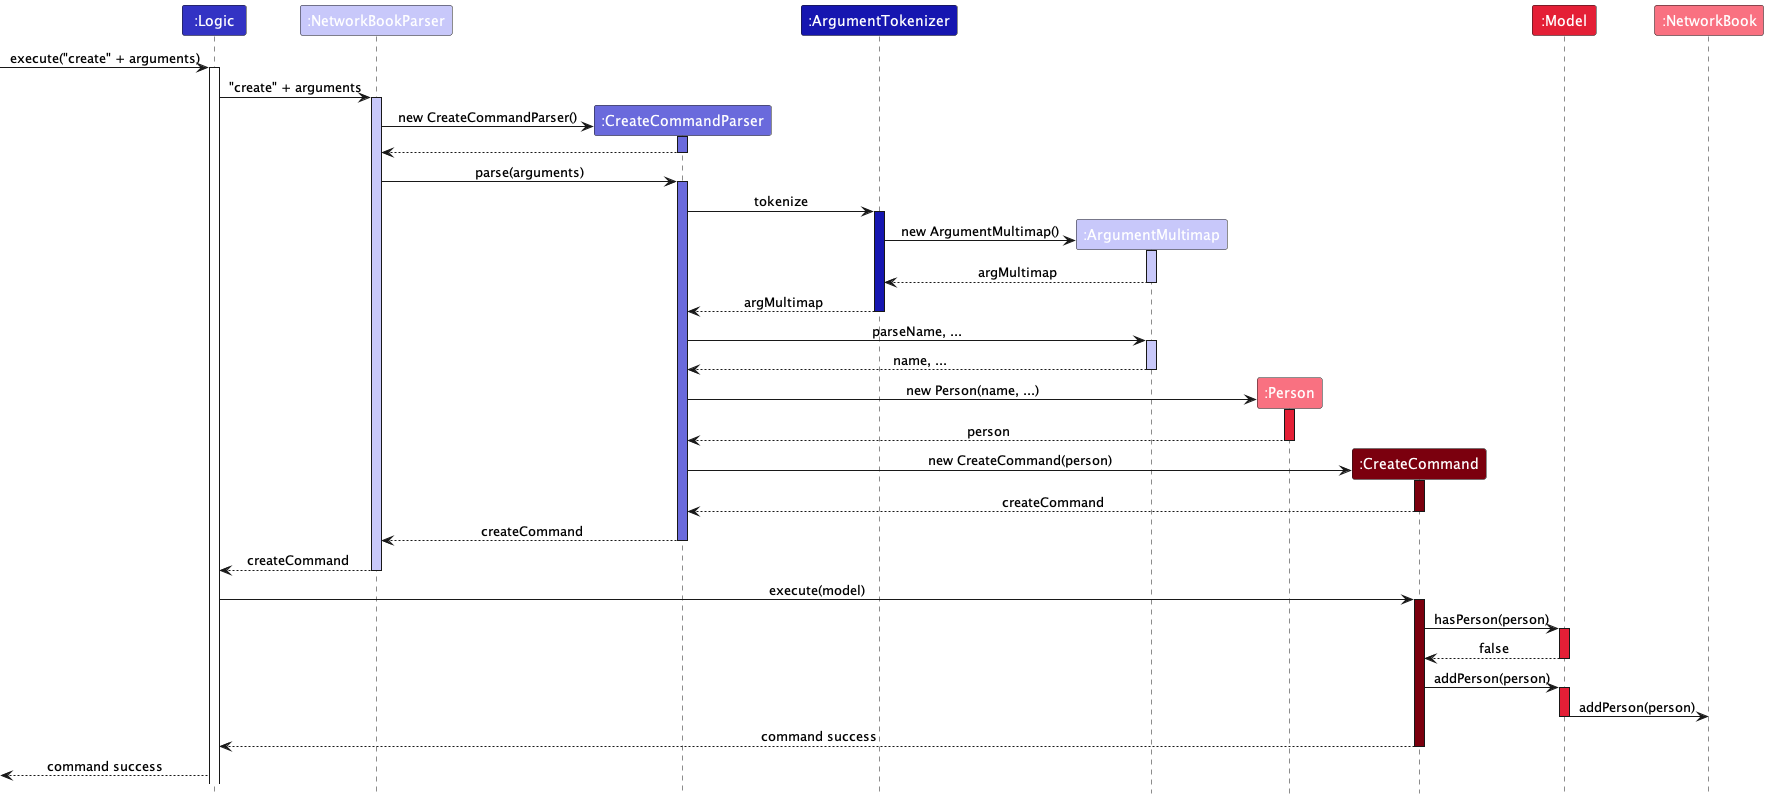 :Logic
:NetworkBookParser
:ArgumentTokenizer
:Model
:NetworkBook
execute("create" + arguments)
"create" + arguments
new CreateCommandParser()
:CreateCommandParser
parse(arguments)
tokenize
new ArgumentMultimap()
:ArgumentMultimap
argMultimap
argMultimap
parseName, ...
name, ...
new Person(name, ...)
:Person
person
new CreateCommand(person)
:CreateCommand
createCommand
createCommand
createCommand
execute(model)
hasPerson(person)
false
addPerson(person)
addPerson(person)
command success
command success